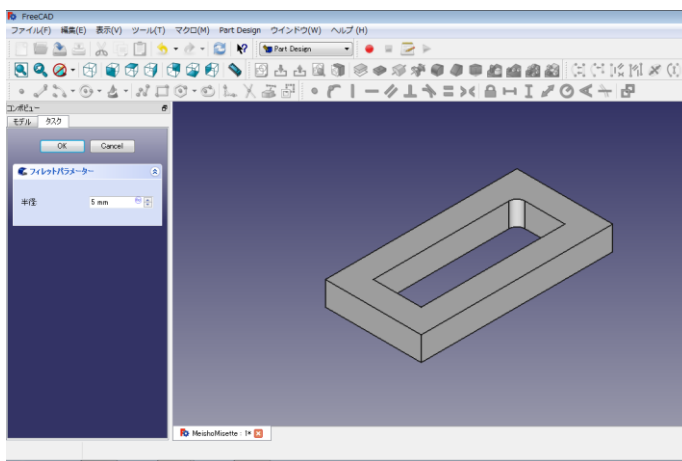 FreeCAD
ファイル(F) 編集(E) 表示(V) ツール(T) マクロ(M) Part Design ウインドウ(W) ヘルプ(H)
Part Design
コンボビュー
モデル タスク
OK Cancel
フィレットパラメーター
半径 5 mm
MeishoMisette : 1*